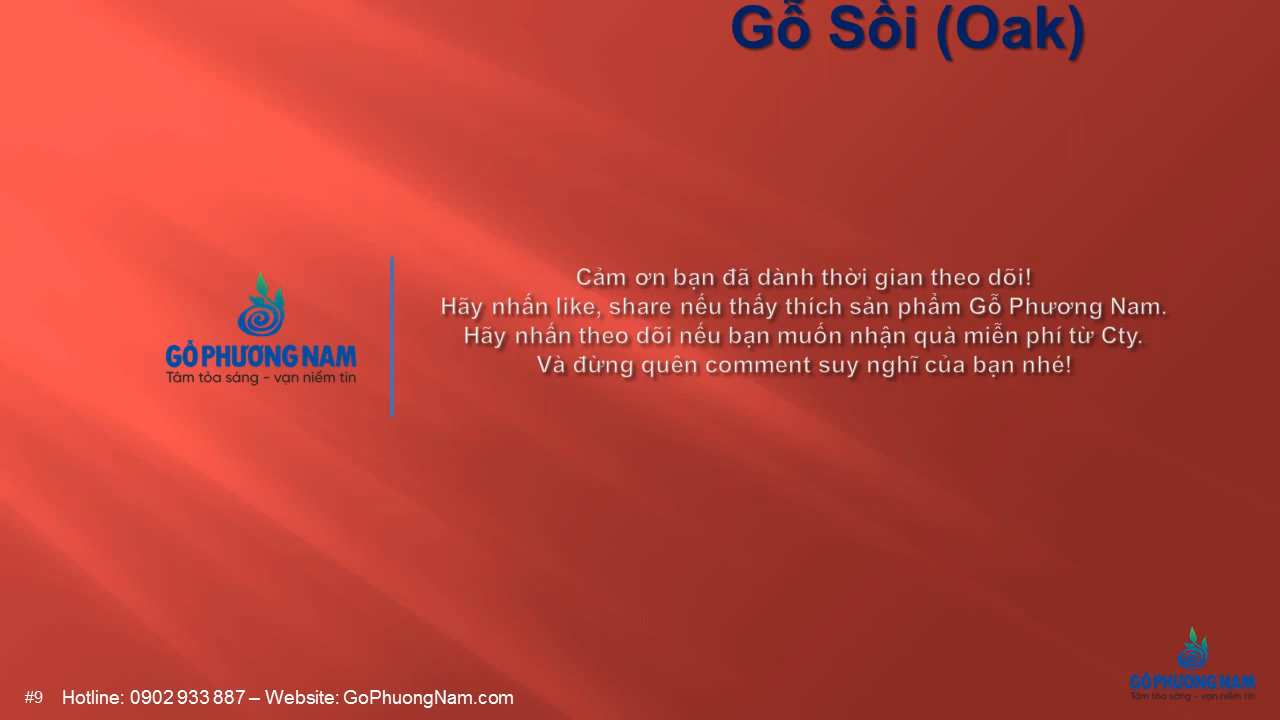 Gỗ Sồi (Oak)
Cảm ơn bạn đã dành thời gian theo dõi!
Hãy nhấn like, share nếu thấy thích sản phẩm Gỗ Phương Nam.
Hãy nhấn theo dõi nếu bạn muốn nhận quà miễn phí từ Cty.
Và đừng quên comment suy nghĩ của bạn nhé!
GỖ PHƯƠNG NAM
Tâm tỏa sáng - vạn niềm tin
#9 Hotline: 0902 933 887 – Website: GoPhuongNam.com
GỖ PHƯƠNG NAM
Tâm tỏa sáng - vạn niềm tin